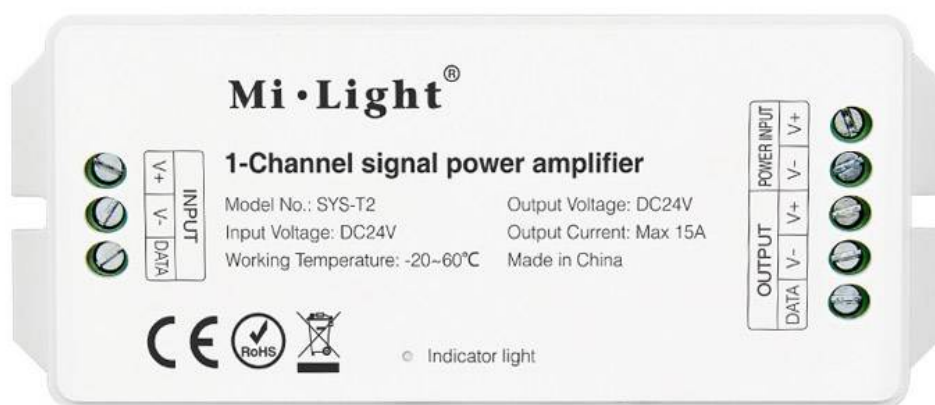 Mi·Light®
1-Channel signal power amplifier
Model No.: SYS-T2
Output Voltage: DC24V
Input Voltage: DC24V
Output Current: Max 15A
Working Temperature: -20~60℃
Made in China
INPUT
V+
V-
DATA
POWER INPUT
V+
V-
OUTPUT
V+
V-
DATA
CE
RoHS
Indicator light